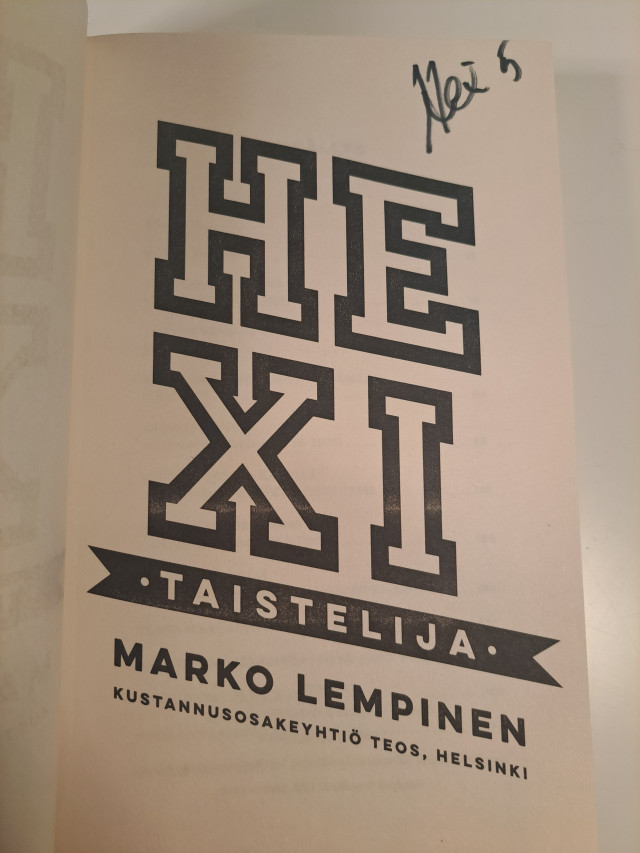 HE
XI
• TAISTELIJA •
MARKO LEMPINEN
KUSTANNUSOSAKEYHTIÖ TEOS, HELSINKI